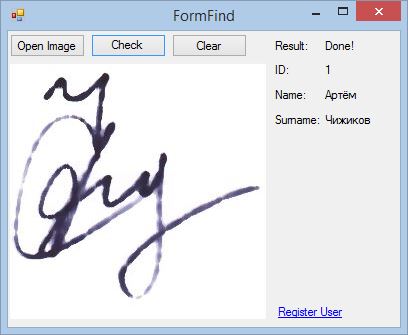 FormFind
Open Image Check Clear
Result: Done!
ID: 1
Name: Артём
Surname: Чижиков
Register User